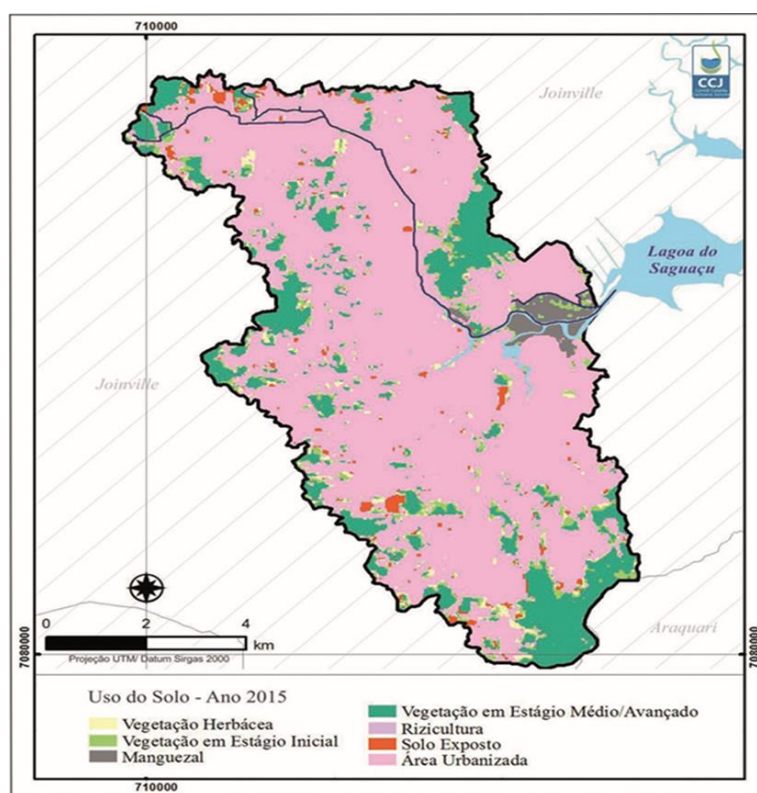 710000
CCJ
Joinville
Lagoa do
Saguaçu
Joinville
Araquari
7080000
7080000
0 2 4
km
Projeção UTM/ Datum Sirgas 2000
Uso do Solo - Ano 2015
Vegetação Herbácea
Vegetação em Estágio Inicial
Manguezal
Vegetação em Estágio Médio/Avançado
Rizicultura
Solo Exposto
Área Urbanizada
710000